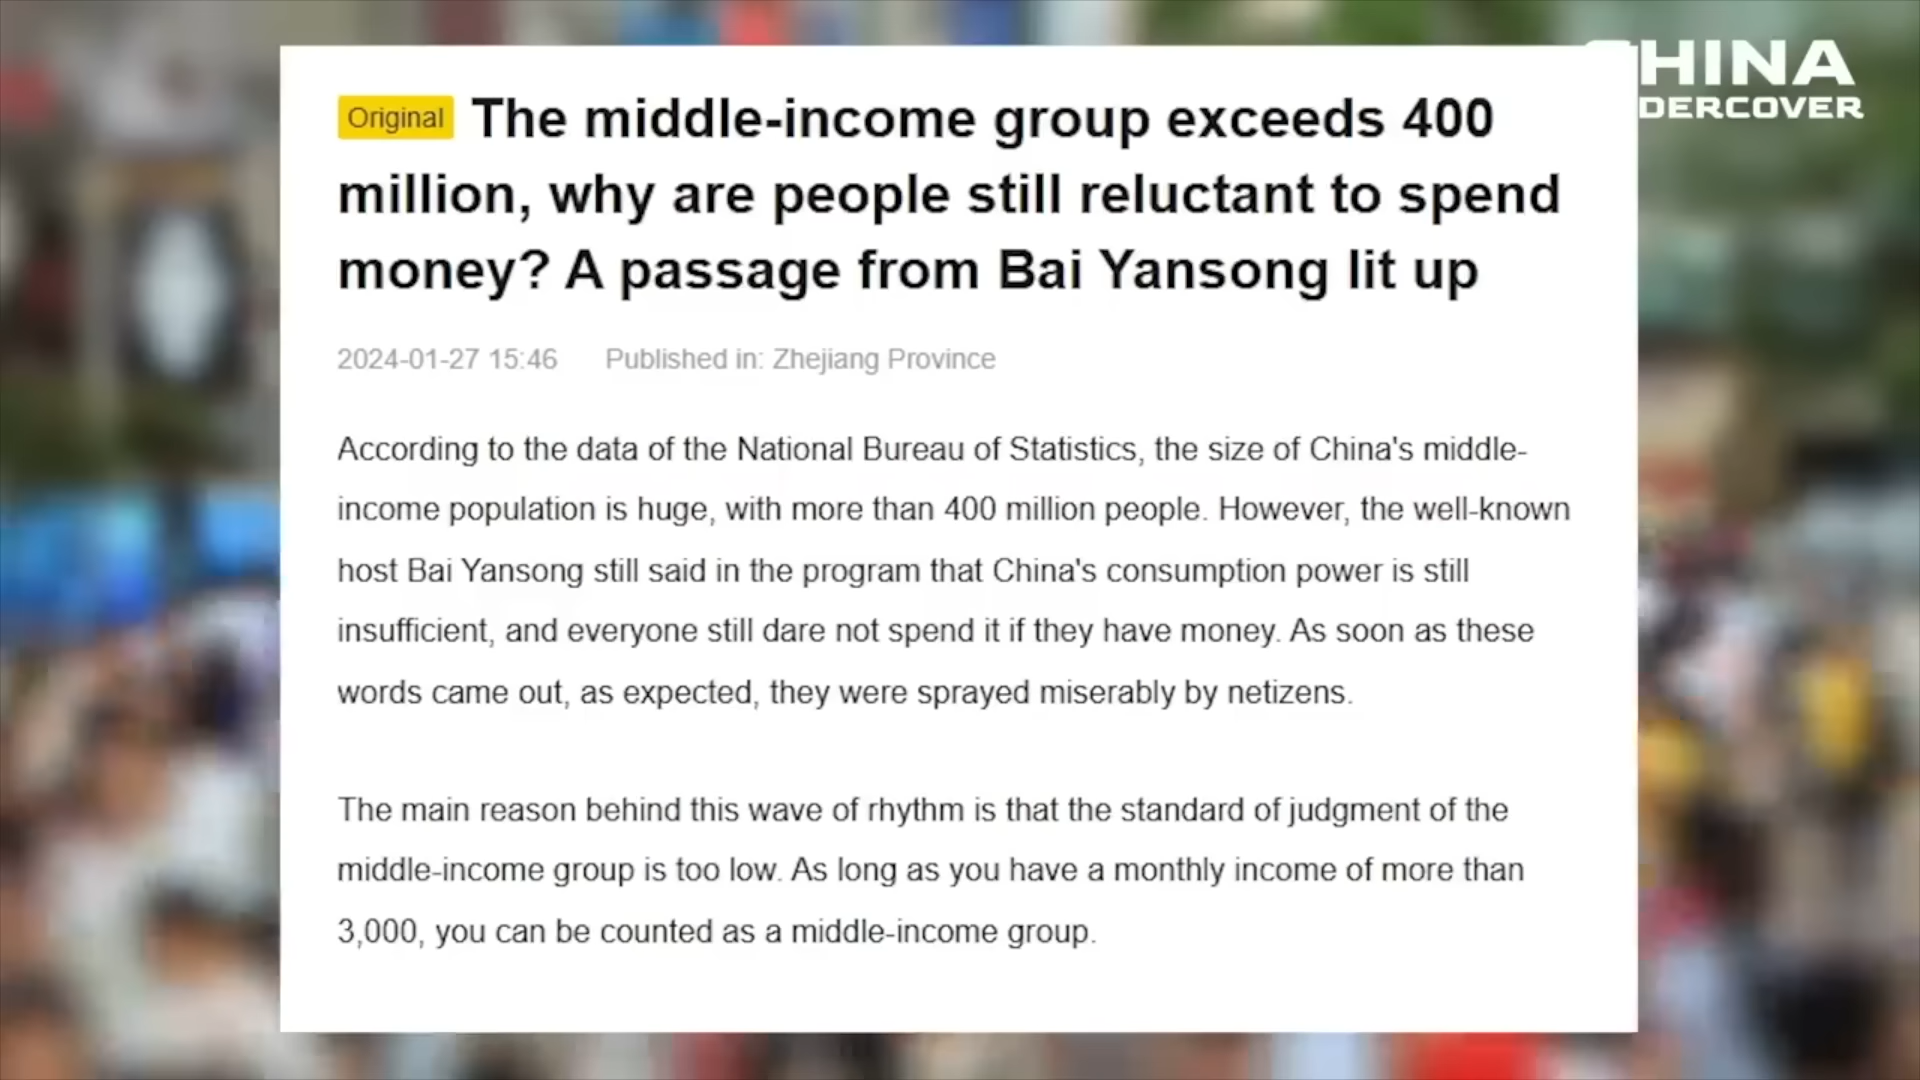 HINA
DERCOVER
Original The middle-income group exceeds 400
million, why are people still reluctant to spend
money? A passage from Bai Yansong lit up
2024-01-27 15:46 Published in: Zhejiang Province
According to the data of the National Bureau of Statistics, the size of China's middle-
income population is huge, with more than 400 million people. However, the well-known
host Bai Yansong still said in the program that China's consumption power is still
insufficient, and everyone still dare not spend it if they have money. As soon as these
words came out, as expected, they were sprayed miserably by netizens.
The main reason behind this wave of rhythm is that the standard of judgment of the
middle-income group is too low. As long as you have a monthly income of more than
3,000, you can be counted as a middle-income group.